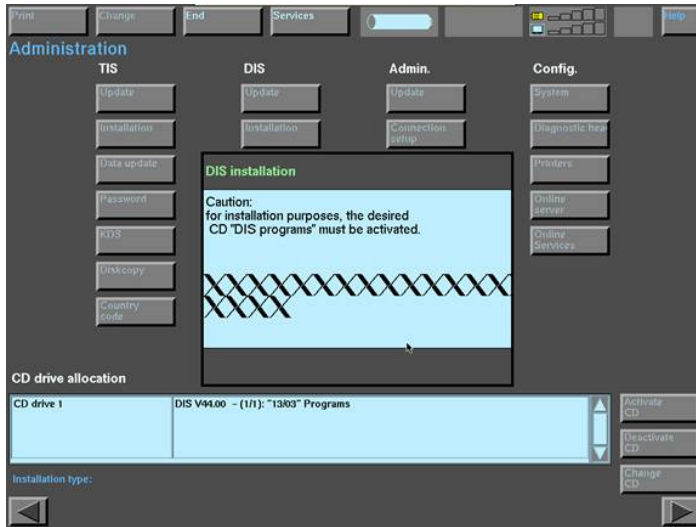 Print
Change
End
Services
Help
Administration
TIS
DIS
Admin.
Config.
Update
Update
Update
System
Installation
Installation
Connection
setup
Diagnostic hea
Data update
Printers
Password
Online
server
KDS
Online
Services
Diskcopy
Country
code
DIS installation
Caution:
for installation purposes, the desired
CD "DIS programs" must be activated.
CD drive allocation
CD drive 1
DIS V44.00 - (1/1): "13/03" Programs
Activate
CD
Deactivate
CD
Change
CD
Installation type: